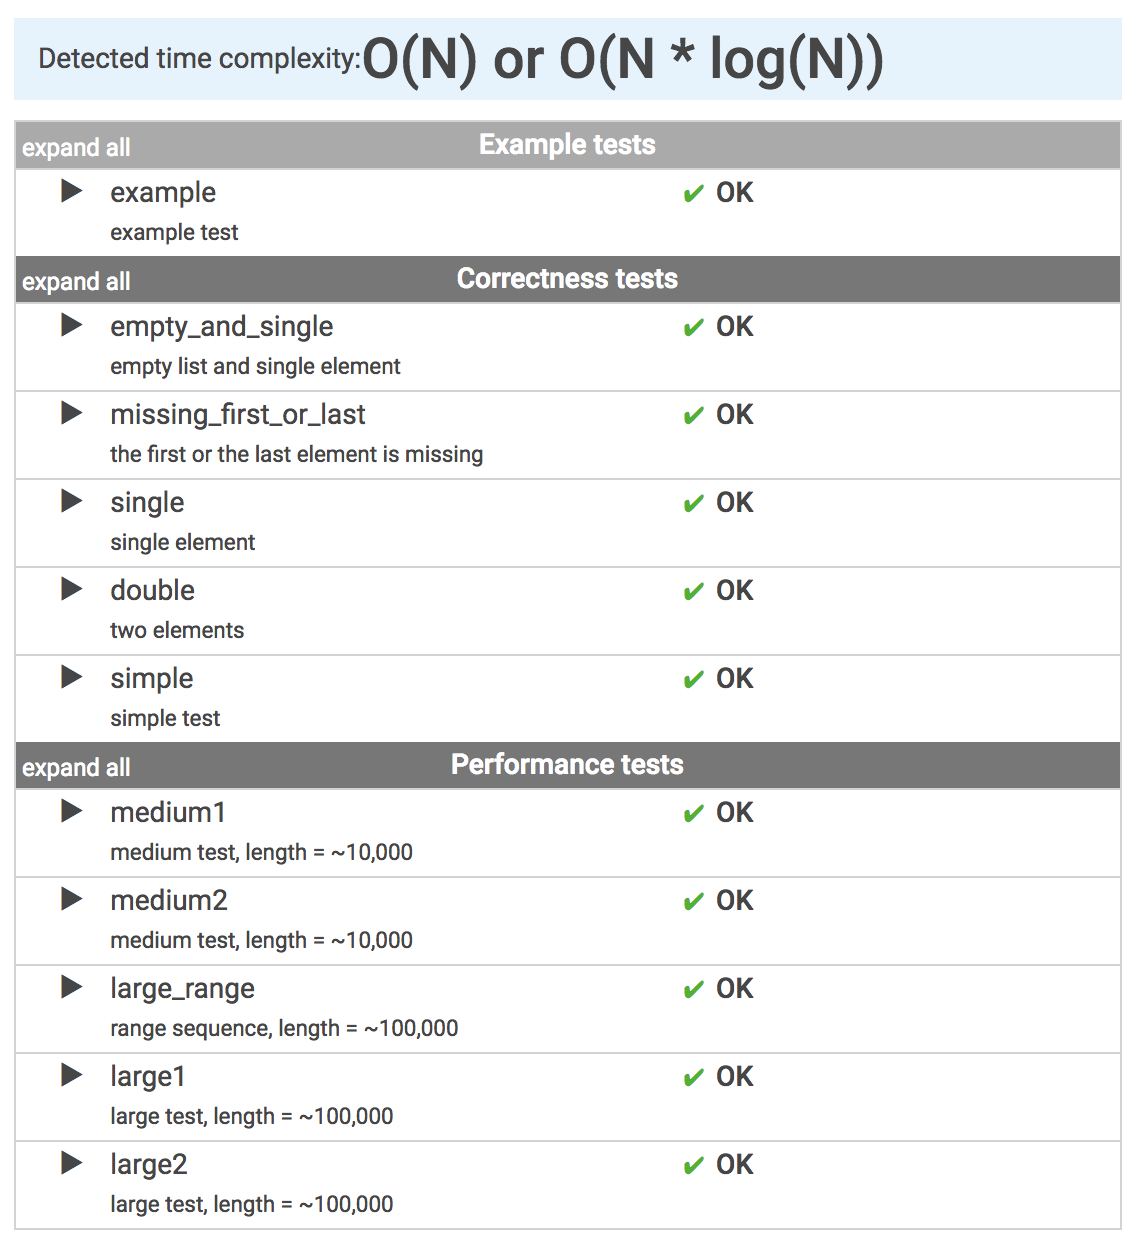 Detected time complexity: O(N) or O(N * log(N))
expand all Example tests
example ✔ OK
example test
expand all Correctness tests
empty_and_single ✔ OK
empty list and single element
missing_first_or_last ✔ OK
the first or the last element is missing
single ✔ OK
single element
double ✔ OK
two elements
simple ✔ OK
simple test
expand all Performance tests
medium1 ✔ OK
medium test, length = ~10,000
medium2 ✔ OK
medium test, length = ~10,000
large_range ✔ OK
range sequence, length = ~100,000
large1 ✔ OK
large test, length = ~100,000
large2 ✔ OK
large test, length = ~100,000